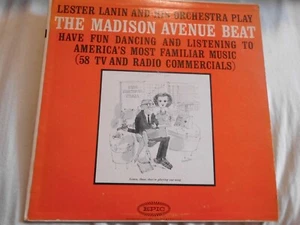 LESTER LANIN AND HIS ORCHESTRA PLAY
THE MADISON AVENUE BEAT
HAVE FUN DANCING AND LISTENING TO
AMERICA'S MOST FAMILIAR MUSIC
(58 TV AND RADIO COMMERCIALS)
EPIC